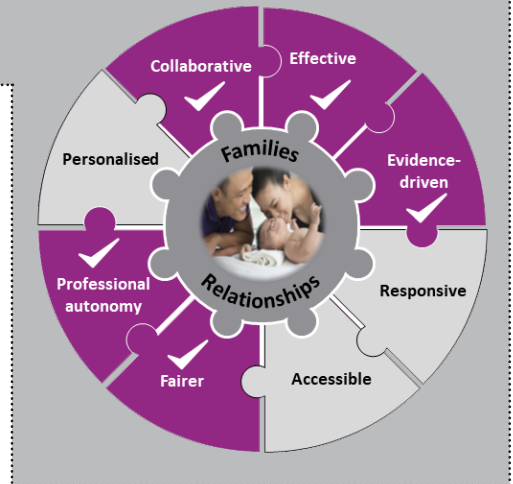 Collaborative
Effective
Personalised
Families
Evidence-
driven
Professional
autonomy
Relationships
Responsive
Fairer
Accessible